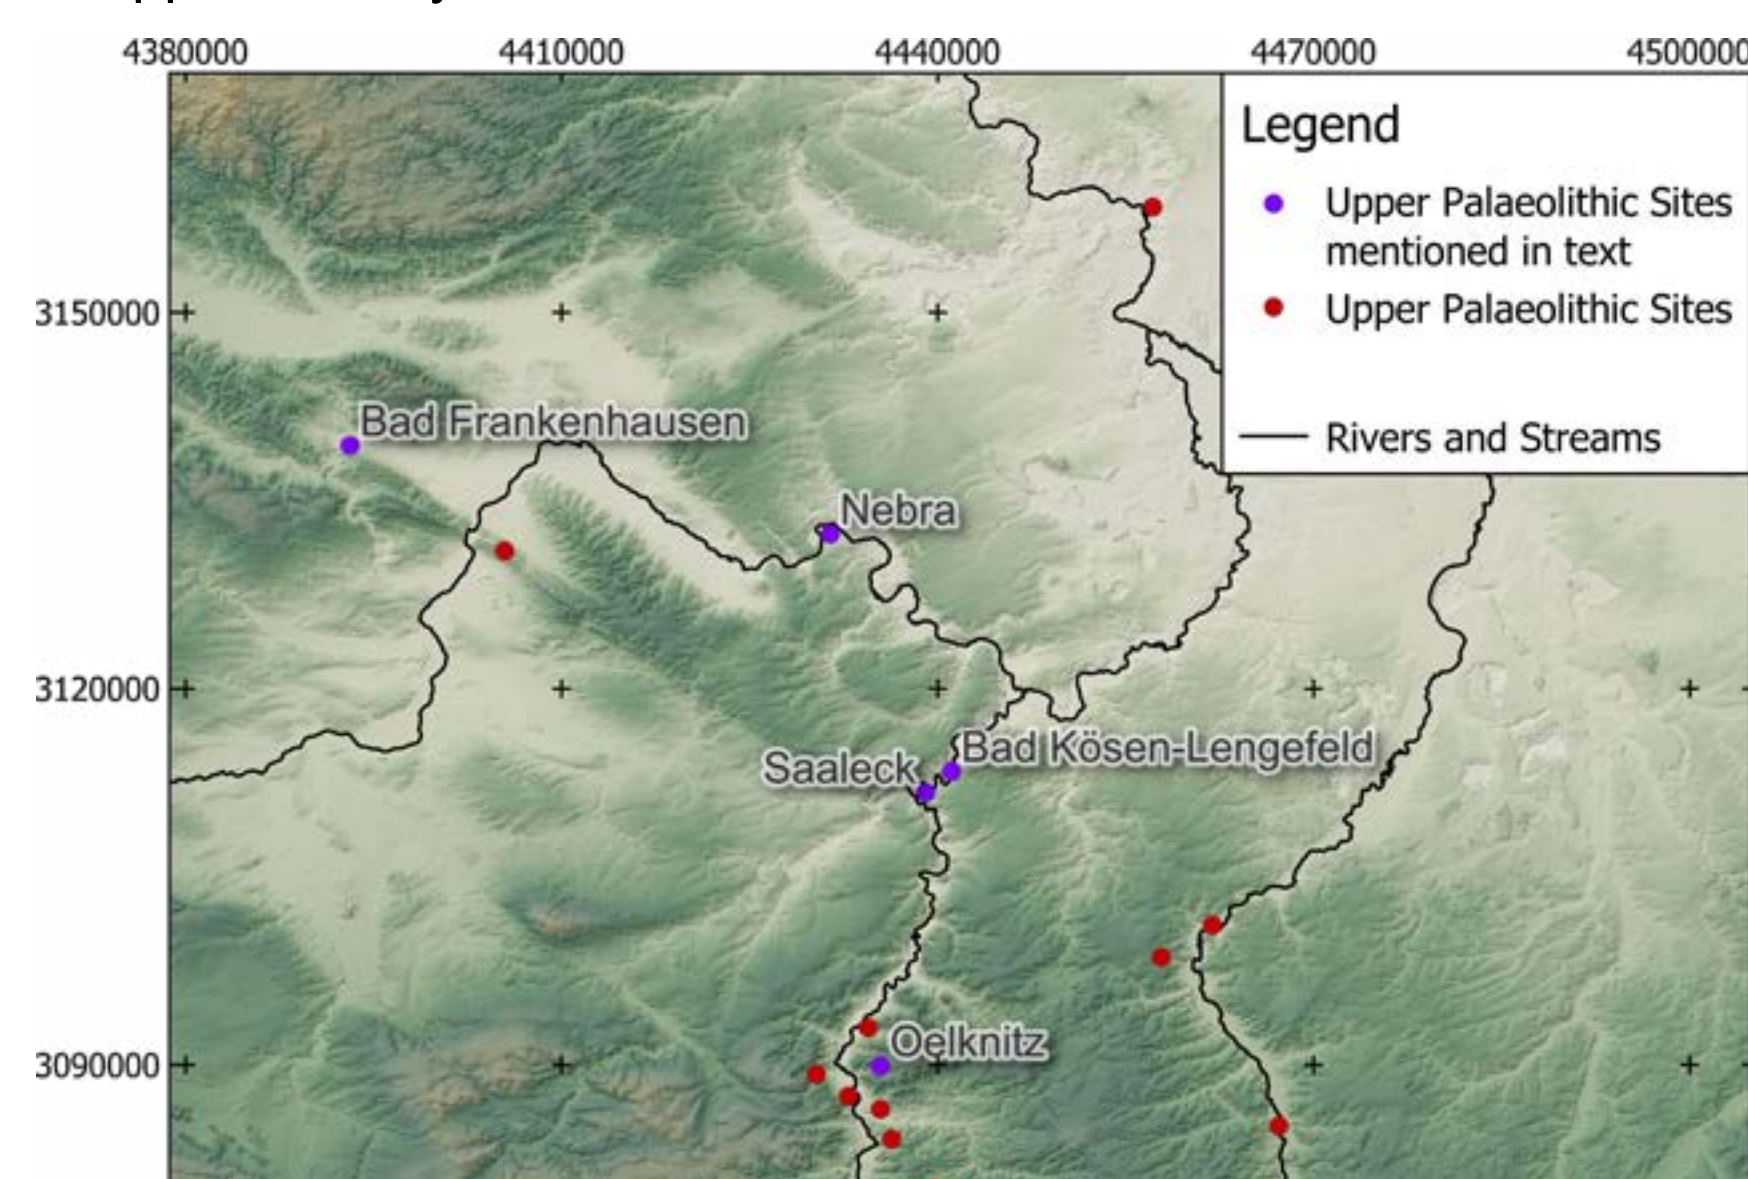 4380000 4410000 4440000 4470000 4500000
Legend
Upper Palaeolithic Sites
mentioned in text
Upper Palaeolithic Sites
Rivers and Streams
3150000
Bad Frankenhausen
Nebra
3120000
Bad Kösen-Lengefeld
Saaleck
Oelknitz
3090000